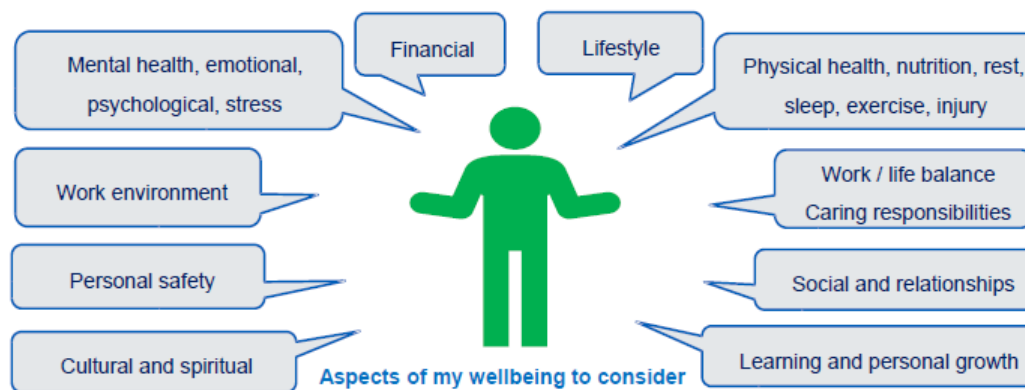 Financial
Lifestyle
Mental health, emotional,
psychological, stress
Physical health, nutrition, rest,
sleep, exercise, injury
Work environment
Work / life balance
Caring responsibilities
Personal safety
Social and relationships
Cultural and spiritual
Learning and personal growth
Aspects of my wellbeing to consider